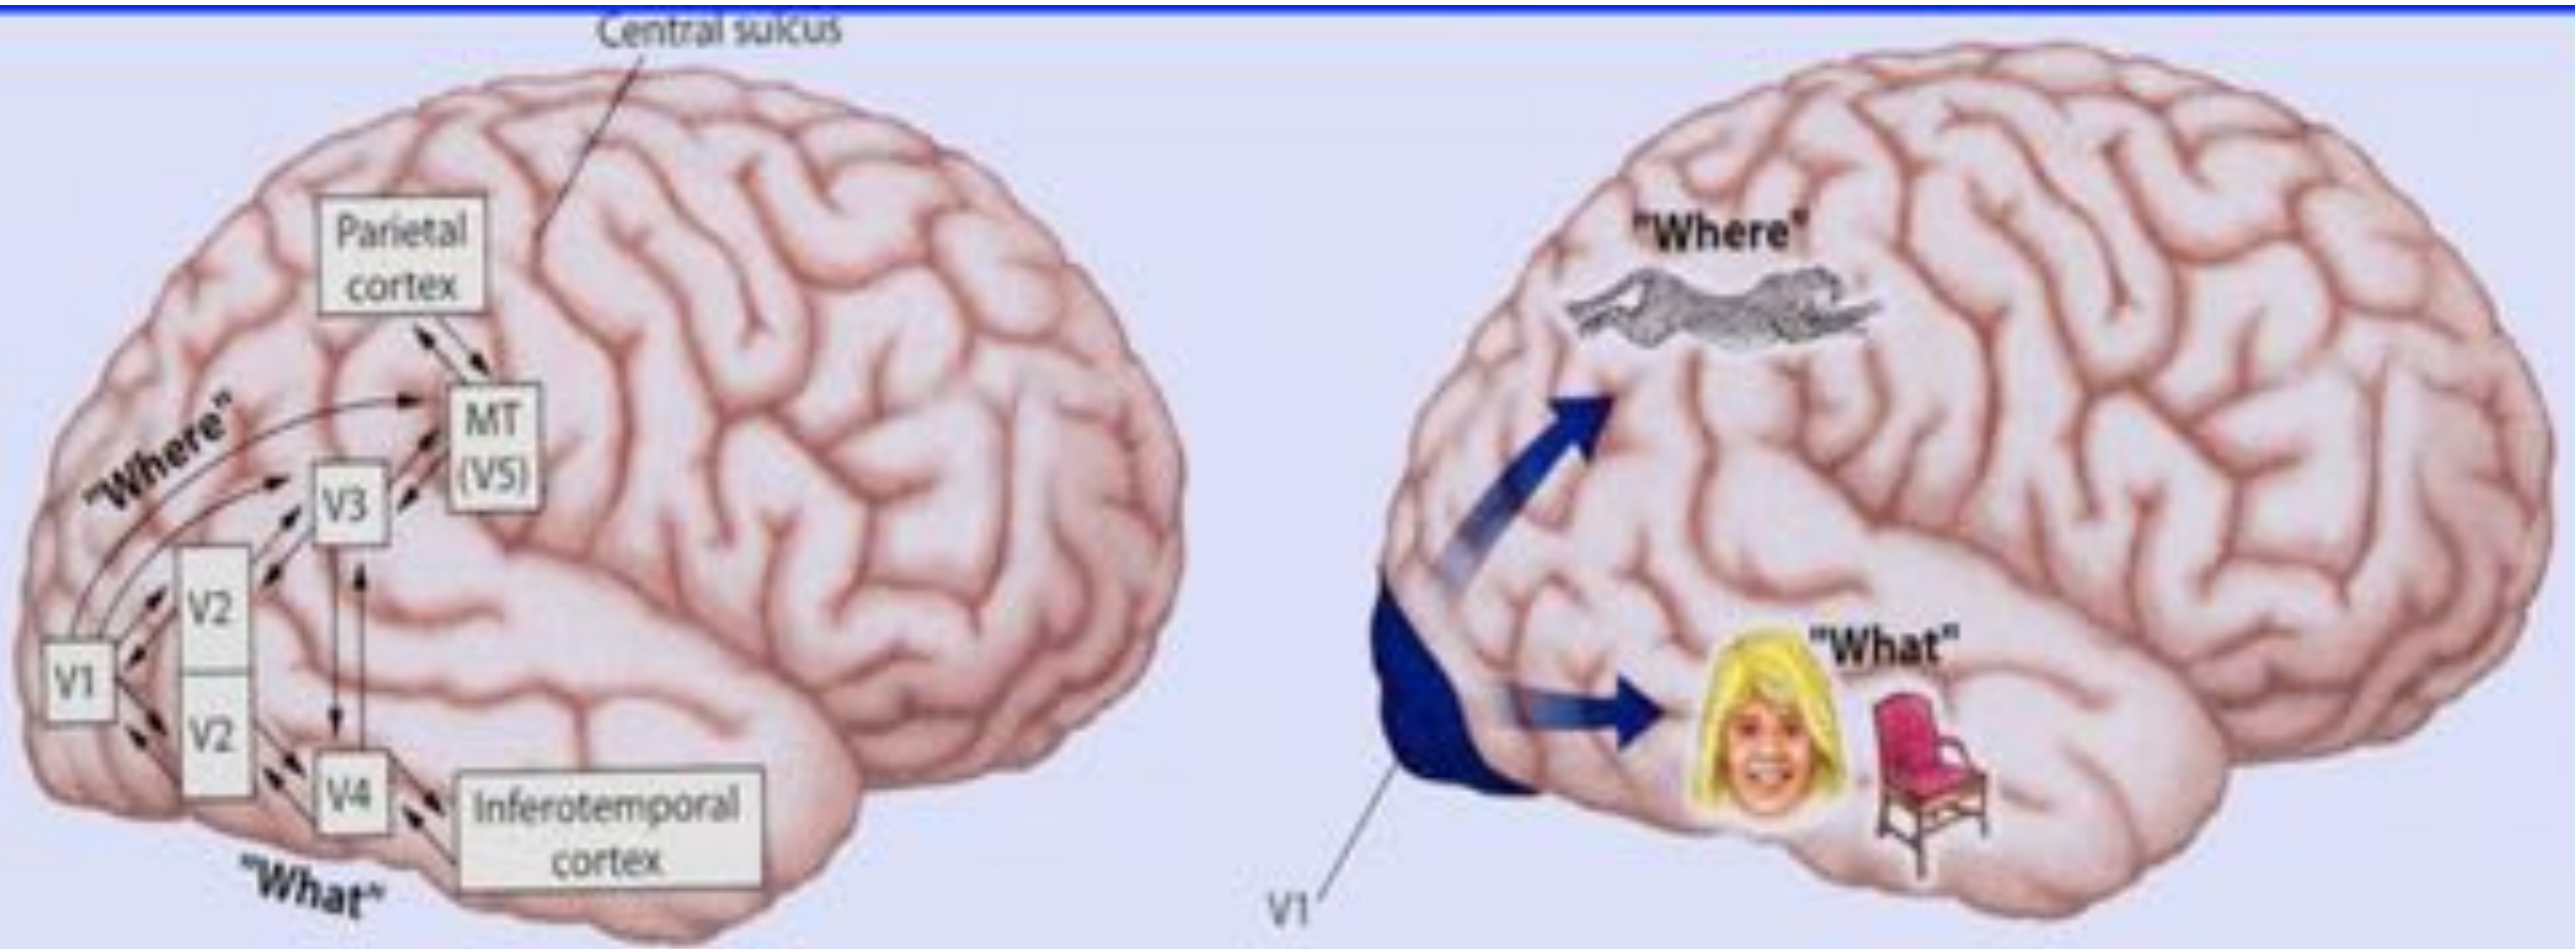 Central sulcus
Parietal
cortex
"Where"
MT
(V5)
V3
V2
V1
V2
V4
Inferotemporal
cortex
"What"
"Where"
"What"
V1